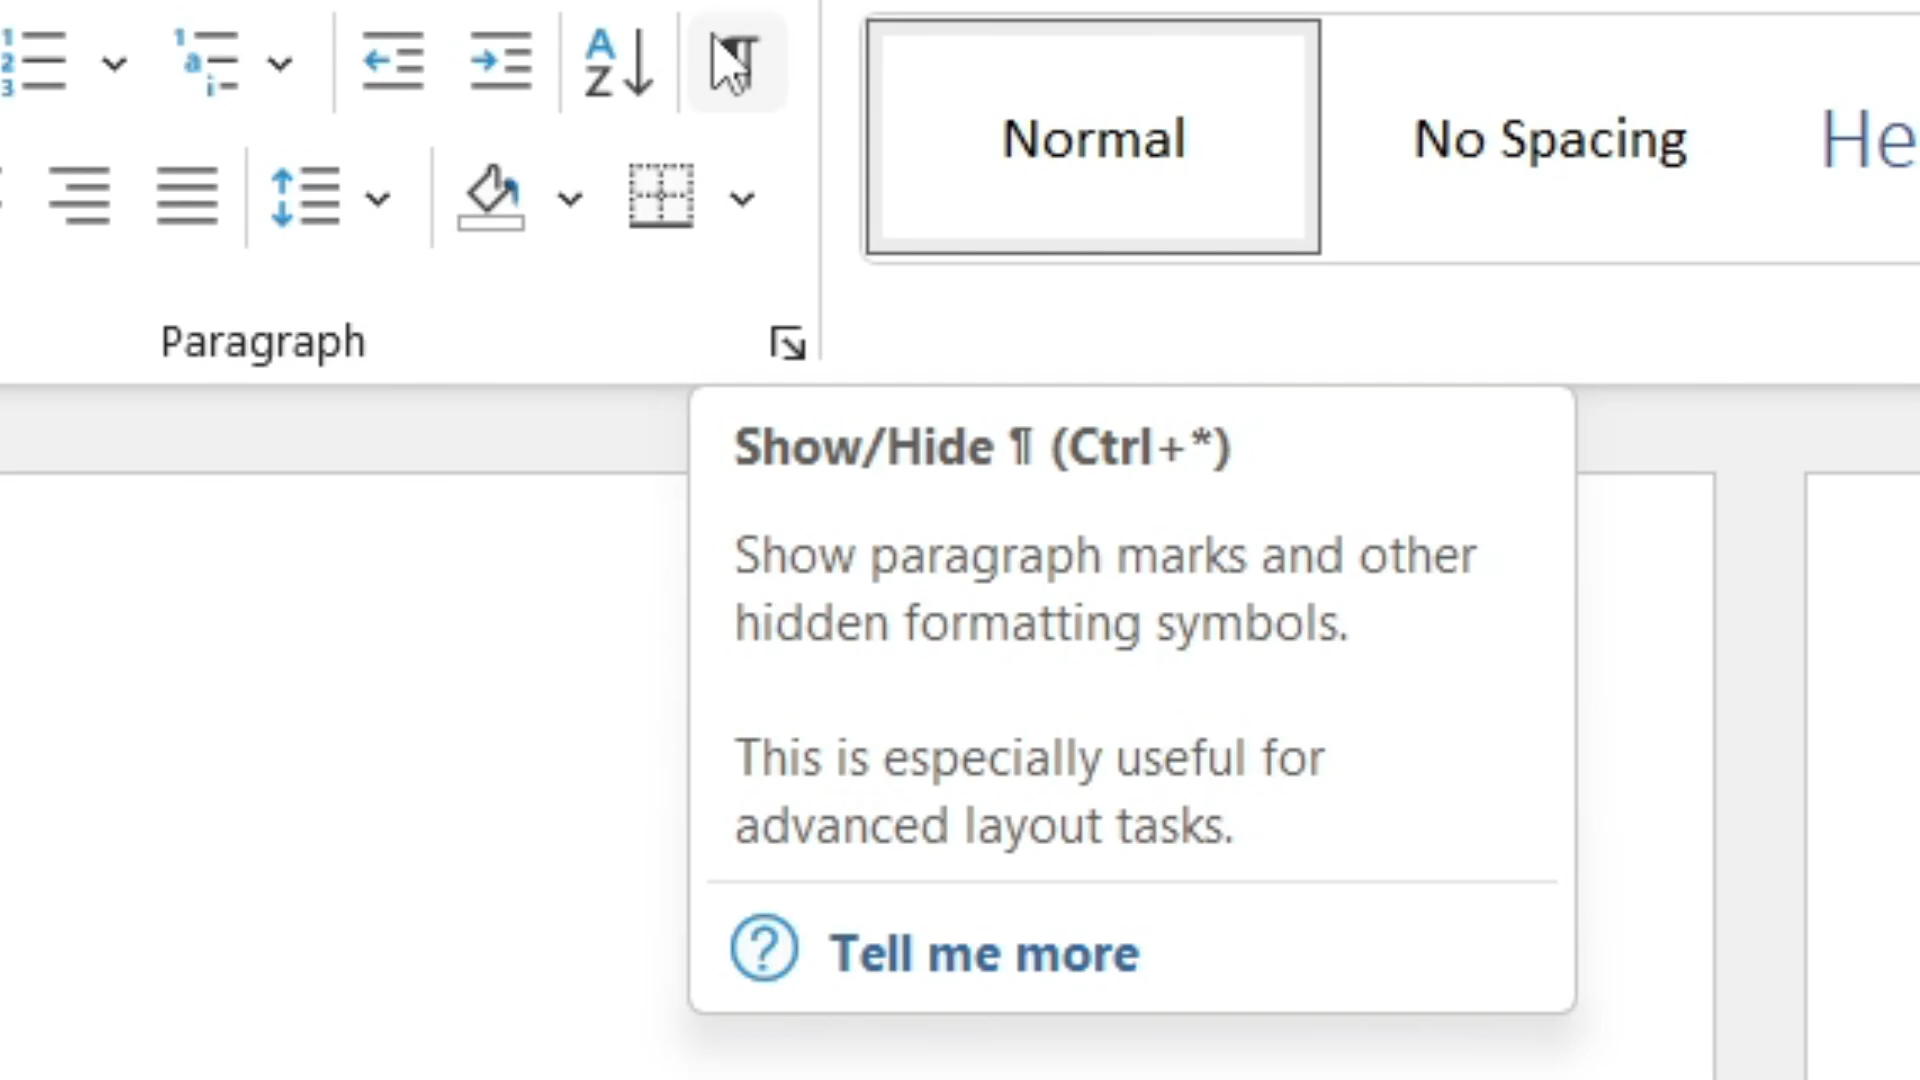 Normal
No Spacing
He
Paragraph
Show/Hide ¶ (Ctrl+*)
Show paragraph marks and other
hidden formatting symbols.
This is especially useful for
advanced layout tasks.
Tell me more